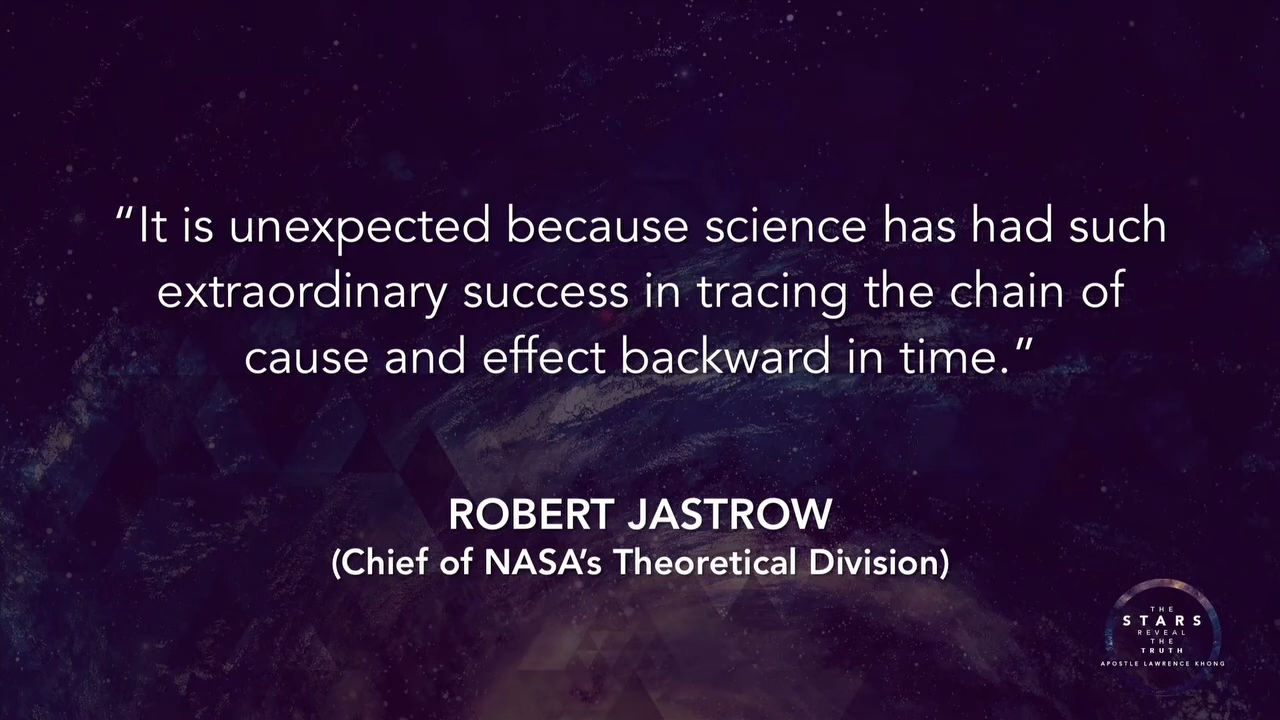 “It is unexpected because science has had such
extraordinary success in tracing the chain of
cause and effect backward in time.”
ROBERT JASTROW
(Chief of NASA’s Theoretical Division)
THE
STARS
REVEAL
THE
TRUTH
APOSTLE LAWRENCE KHONG